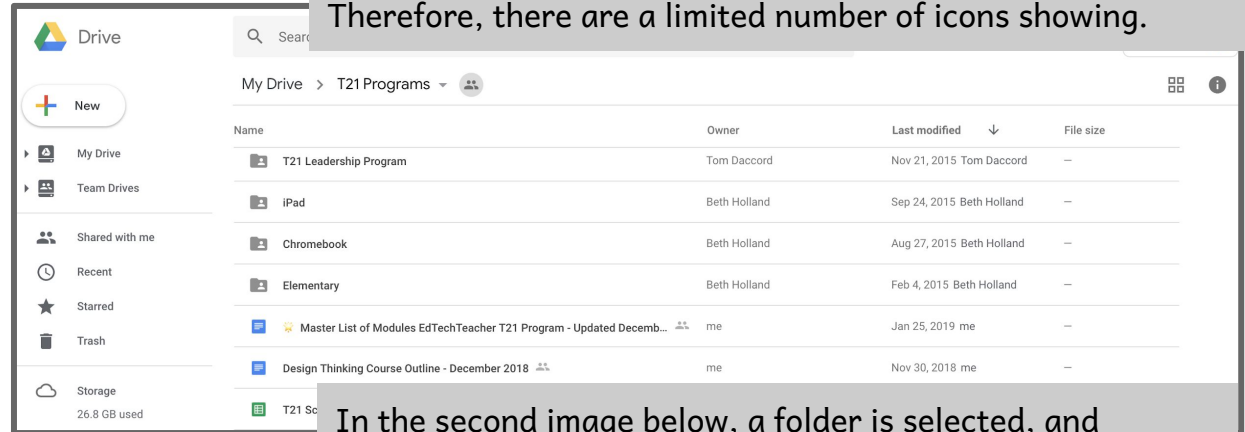 Therefore, there are a limited number of icons showing.
Drive
My Drive > T21 Programs
New
Name Owner Last modified File size
My Drive
Team Drives
Shared with me
Recent
Starred
Trash
Storage
26.8 GB used
T21 Leadership Program Tom Daccord Nov 21, 2015 Tom Daccord –
iPad Beth Holland Sep 24, 2015 Beth Holland –
Chromebook Beth Holland Aug 27, 2015 Beth Holland –
Elementary Beth Holland Feb 4, 2015 Beth Holland –
Master List of Modules EdTechTeacher T21 Program - Updated Decemb... me Jan 25, 2019 me –
Design Thinking Course Outline - December 2018 me Nov 30, 2018 me –
T21
In the second image below, a folder is selected, and